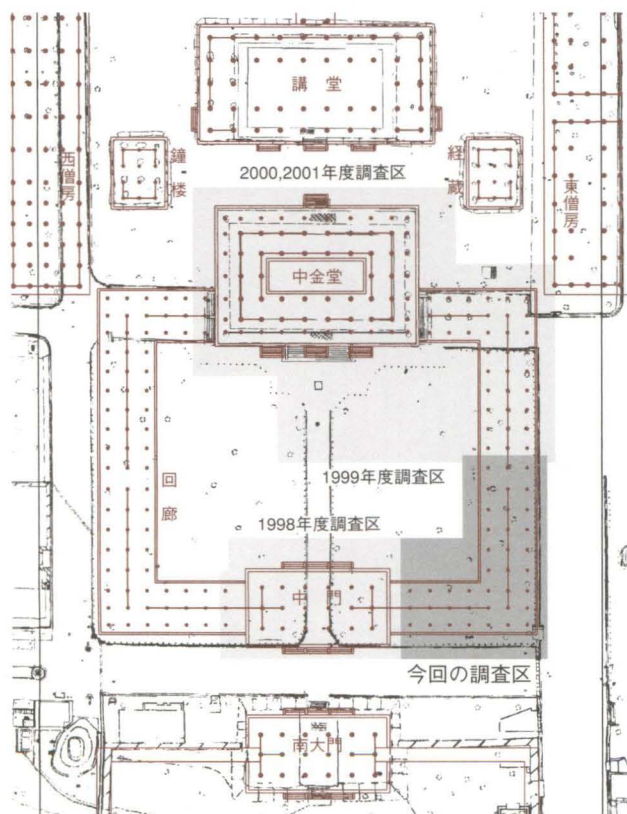 講堂
西僧房
鐘楼
経蔵
東僧房
2000,2001年度調査区
中金堂
回廊
1999年度調査区
1998年度調査区
中門
今回の調査区
南大門